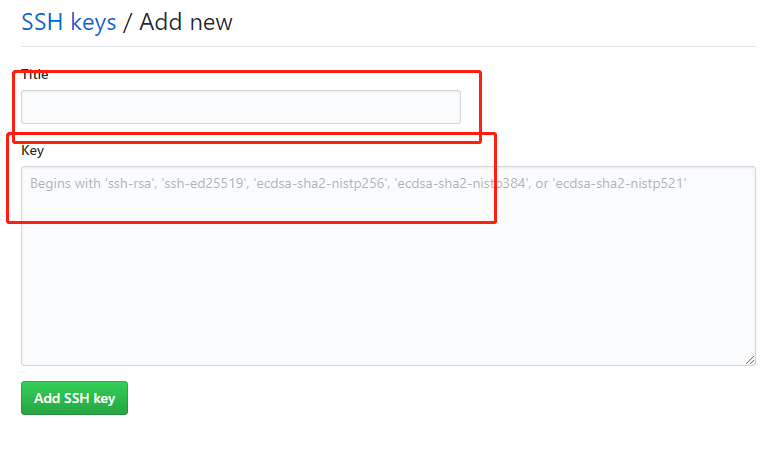 SSH keys / Add new
Title
Key
Begins with 'ssh-rsa', 'ssh-ed25519', 'ecdsa-sha2-nistp256', 'ecdsa-sha2-nistp384', or 'ecdsa-sha2-nistp521'
Add SSH key